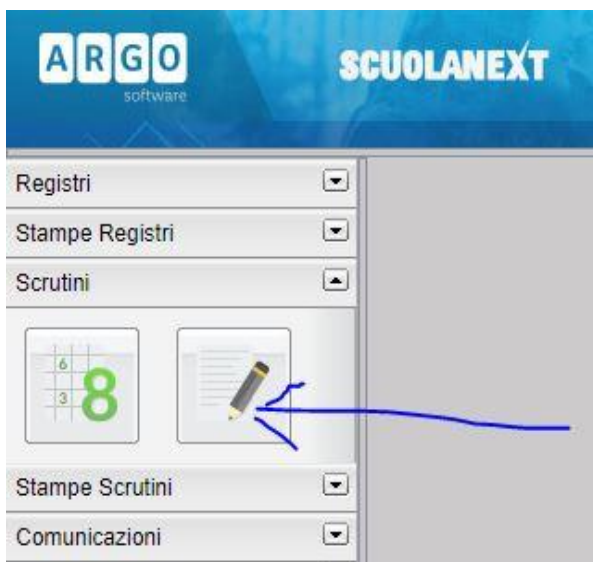 ARGO
software
SCUOLANEXT
Registri
Stampe Registri
Scrutini
6
3 8
Stampe Scrutini
Comunicazioni